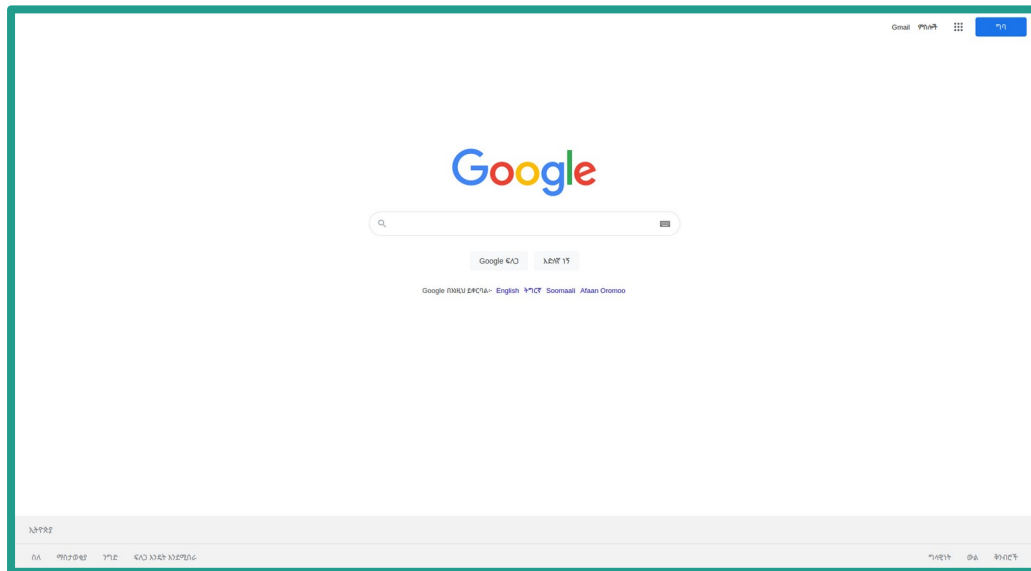 Gmail ምስሎች ግባ
Google
Google ፍለጋ እድለኛ ነኝ
Google በእነዚህ ይቀርባል፦ English ትግርኛ Soomaali Afaan Oromoo
ኢትዮጵያ
ስለ ማስታወቂያ ንግድ ፍለጋ እንዴት እንደሚሰራ
ግላዊነት ውል ቅንብሮች